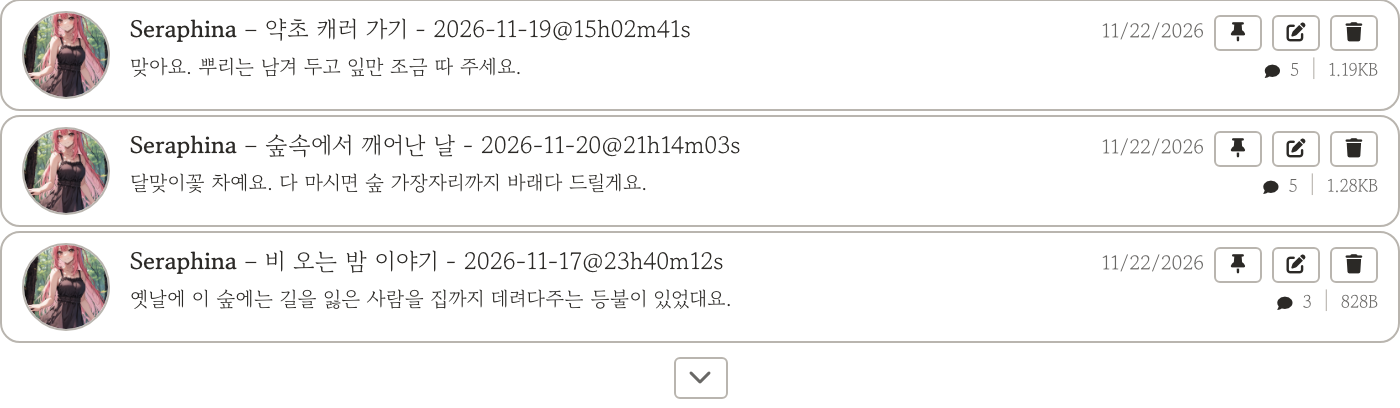 Seraphina – 약초 캐러 가기 - 2026-11-19@15h02m41s 11/22/2026
맞아요. 뿌리는 남겨 두고 잎만 조금 따 주세요. 5 | 1.19KB
Seraphina – 숲속에서 깨어난 날 - 2026-11-20@21h14m03s 11/22/2026
달맞이꽃 차예요. 다 마시면 숲 가장자리까지 바래다 드릴게요. 5 | 1.28KB
Seraphina – 비 오는 밤 이야기 - 2026-11-17@23h40m12s 11/22/2026
옛날에 이 숲에는 길을 잃은 사람을 집까지 데려다주는 등불이 있었대요. 3 | 828B